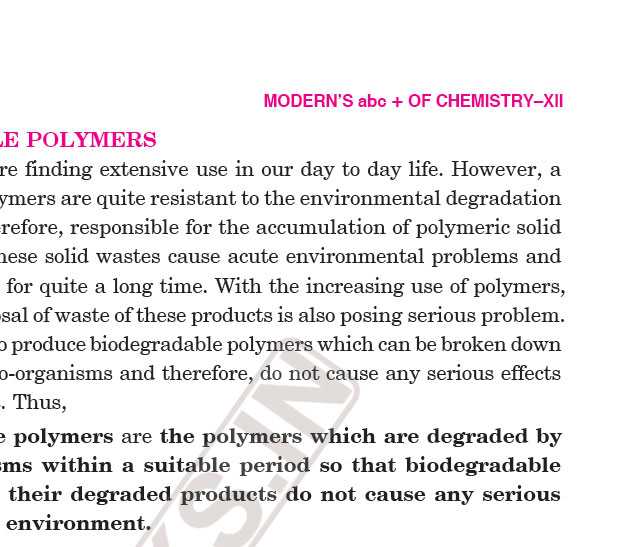 MODERN'S abc + OF CHEMISTRY–XII
LE POLYMERS
re finding extensive use in our day to day life. However, a
ymers are quite resistant to the environmental degradation
erefore, responsible for the accumulation of polymeric solid
hese solid wastes cause acute environmental problems and
for quite a long time. With the increasing use of polymers,
osal of waste of these products is also posing serious problem.
o produce biodegradable polymers which can be broken down
o-organisms and therefore, do not cause any serious effects
. Thus,
e polymers are the polymers which are degraded by
sms within a suitable period so that biodegradable
their degraded products do not cause any serious
environment.
KS.IN